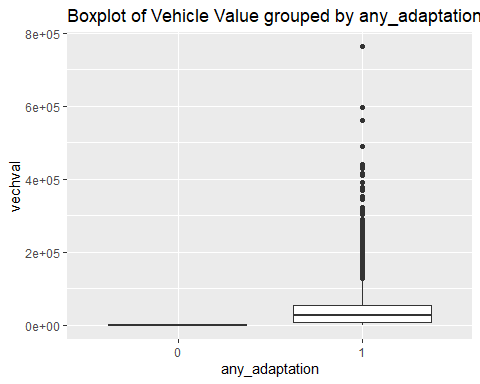 Boxplot of Vehicle Value grouped by any_adaptation
8e+05
6e+05
4e+05
2e+05
0e+00
vechval
0
1
any_adaptation